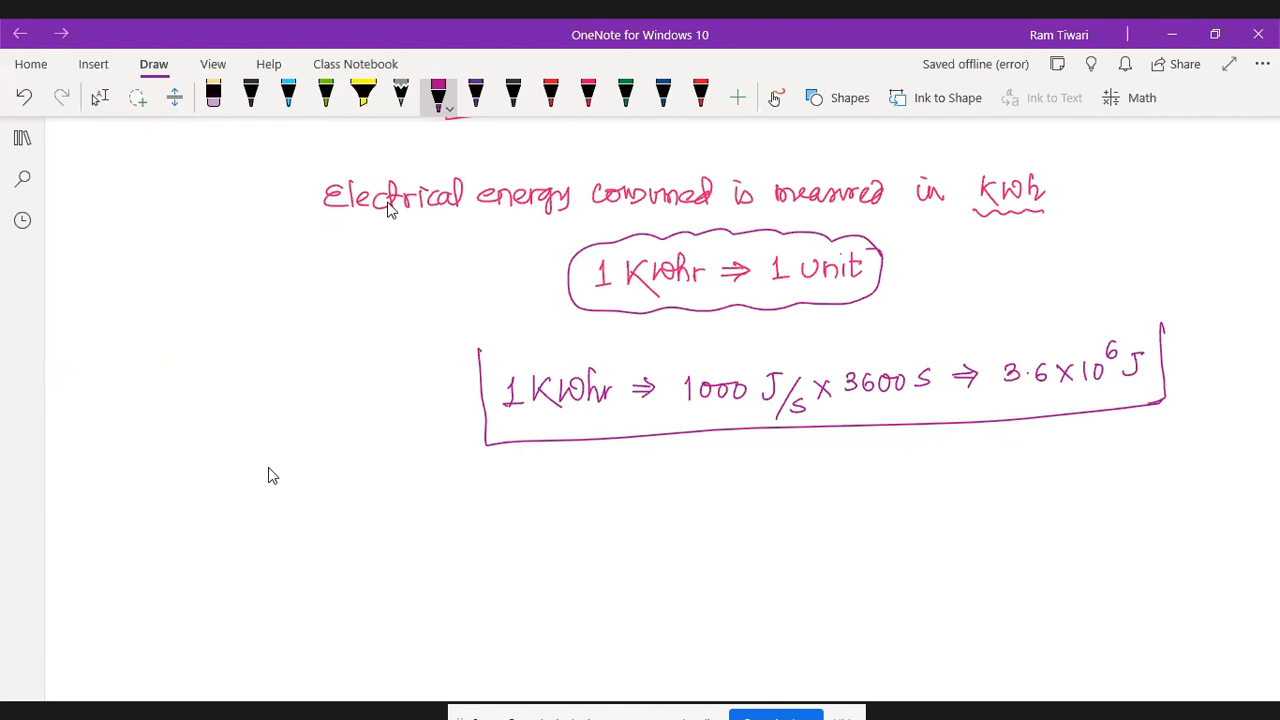 OneNote for Windows 10
Ram Tiwari
Home Insert Draw View Help Class Notebook Saved offline (error) Share
Shapes Ink to Shape Ink to Text Math
Electrical energy consumed is measured in KWh
1 KWhr ⇒ 1 Unit
1 KWhr ⇒ 1000 J/s × 3600 s ⇒ 3.6 × 10⁶ J